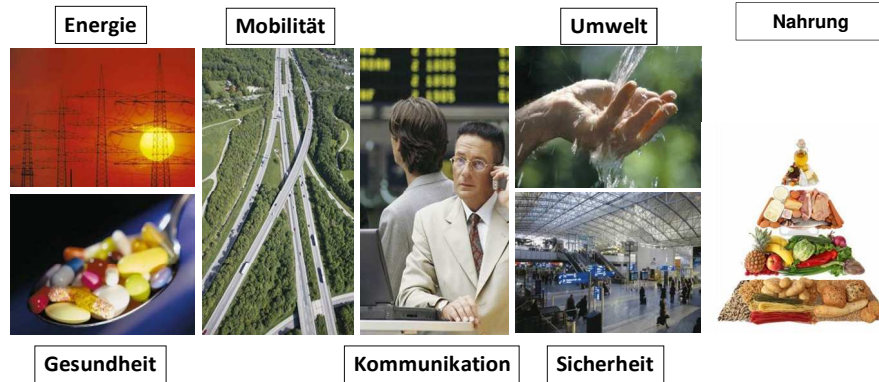 Energie
Mobilität
Umwelt
Nahrung
Gesundheit
Kommunikation
Sicherheit